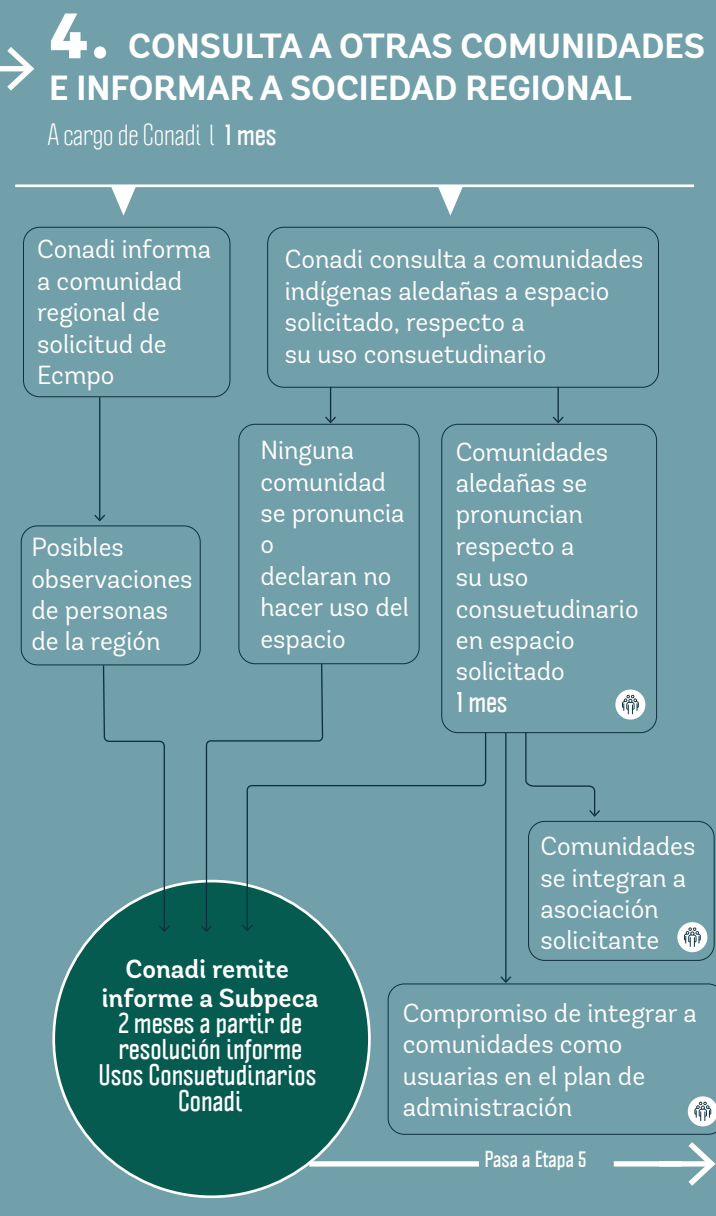 4. CONSULTA A OTRAS COMUNIDADES
E INFORMAR A SOCIEDAD REGIONAL
A cargo de Conadi | 1 mes
Conadi informa
a comunidad
regional de
solicitud de
Ecmpo
Conadi consulta a comunidades
indígenas aledañas a espacio
solicitado, respecto a
su uso consuetudinario
Posibles
observaciones
de personas
de la región
Ninguna
comunidad
se pronuncia
o
declaran no
hacer uso del
espacio
Comunidades
aledañas se
pronuncian
respecto a
su uso
consuetudinario
en espacio
solicitado
1 mes
Comunidades
se integran a
asociación
solicitante
Conadi remite
informe a Subpeca
2 meses a partir de
resolución informe
Usos Consuetudinarios
Conadi
Compromiso de integrar a
comunidades como
usuarias en el plan de
administración
Pasa a Etapa 5